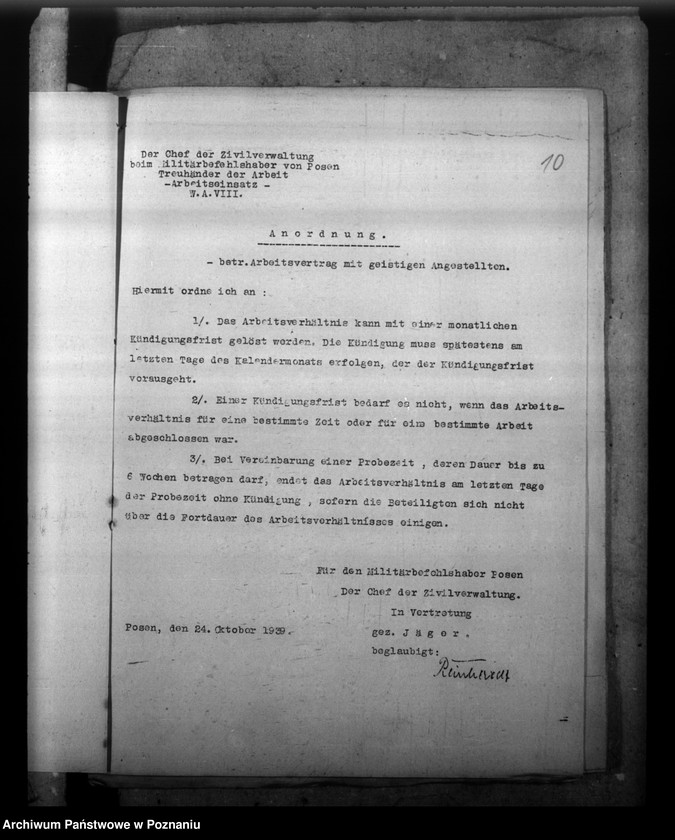 Der Chef der Zivilverwaltung
beim Militärbefehlshaber von Posen
Treuhänder der Arbeit
-Arbeitseinsatz -
W.A.VIII.
10
Anordnung.
- betr.Arbeitsvertrag mit geistigen Angestellten.
Hiermit ordne ich an :
1/. Das Arbeitsverhältnis kann mit einer monatlichen
Kündigungsfrist gelöst werden. Die Kündigung muss spätestens am
letzten Tage des Kalendermonats erfolgen, der der Kündigungsfrist
vorausgeht.
2/. Einer Kündigungsfrist bedarf es nicht, wenn das Arbeits-
verhältnis für eine bestimmte Zeit oder für eine bestimmte Arbeit
abgeschlossen war.
3/. Bei Vereinbarung einer Probezeit , deren Dauer bis zu
6 Wochen betragen darf, endet das Arbeitsverhältnis am letzten Tage
der Probezeit ohne Kündigung , sofern die Beteiligten sich nicht
über die Fortdauer des Arbeitsverhältnisses einigen.
Für den Militärbefehlshaber Posen
Der Chef der Zivilverwaltung.
In Vertretung
Posen, den 24. Oktober 1939.
gez. Jäger.
beglaubigt:
Reinhardt
Archiwum Państwowe w Poznaniu